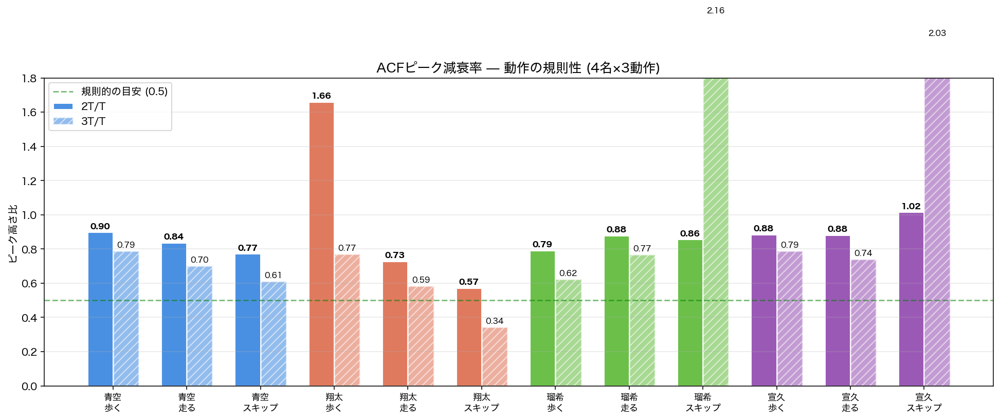 2.16
2.03
ACFピーク減衰率 — 動作の規則性 (4名×3動作)
ピーク高さ比
1.8
1.6
1.4
1.2
1.0
0.8
0.6
0.4
0.2
0.0
規則的の目安 (0.5)
2T/T
3T/T
0.90
0.79
0.84
0.70
0.77
0.61
1.66
0.77
0.73
0.59
0.57
0.34
0.79
0.62
0.88
0.77
0.86
0.88
0.79
0.88
0.74
1.02
青空
歩く
青空
走る
青空
スキップ
翔太
歩く
翔太
走る
翔太
スキップ
瑠希
歩く
瑠希
走る
瑠希
スキップ
宣久
歩く
宣久
走る
宣久
スキップ